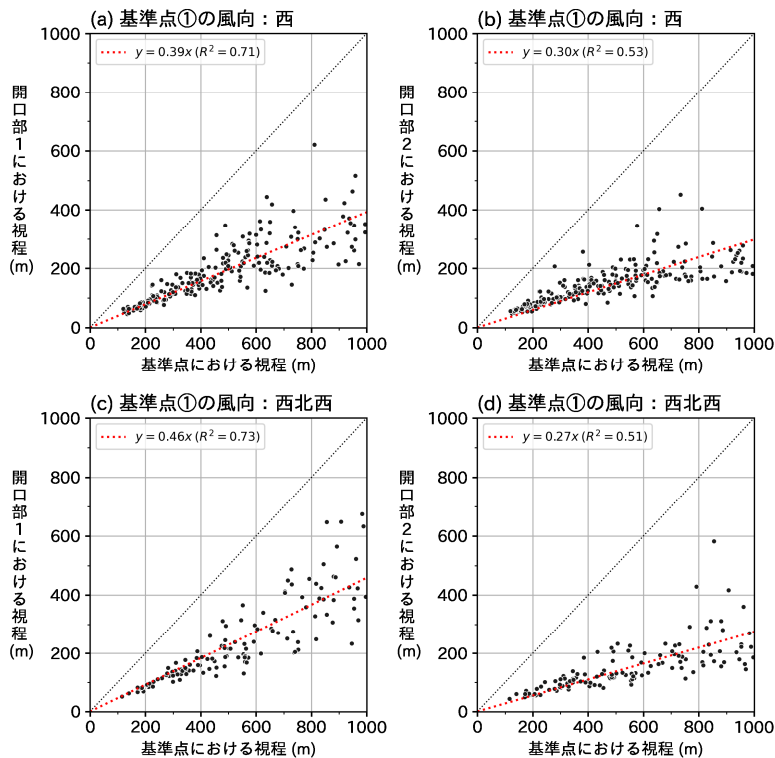 (a) 基準点①の風向：西
y = 0.39x (R² = 0.71)
開口部1における視程 (m)
1000
800
600
400
200
0
0 200 400 600 800 1000
基準点における視程 (m)
(b) 基準点①の風向：西
y = 0.30x (R² = 0.53)
開口部2における視程 (m)
1000
800
600
400
200
0
0 200 400 600 800 1000
基準点における視程 (m)
(c) 基準点①の風向：西北西
y = 0.46x (R² = 0.73)
開口部1における視程 (m)
1000
800
600
400
200
0
0 200 400 600 800 1000
基準点における視程 (m)
(d) 基準点①の風向：西北西
y = 0.27x (R² = 0.51)
開口部2における視程 (m)
1000
800
600
400
200
0
0 200 400 600 800 1000
基準点における視程 (m)